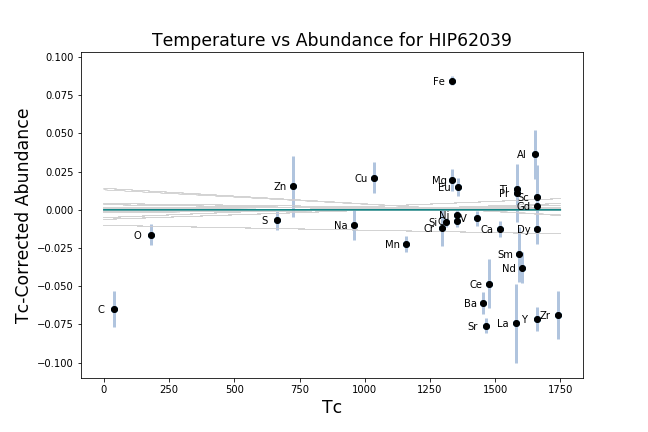 Temperature vs Abundance for HIP62039
Tc-Corrected Abundance
0.100
0.075
0.050
0.025
0.000
−0.025
−0.050
−0.075
−0.100
Fe
Al
Cu
Mg
Zn
Eu
Ti
Pr
Sc
Gd
Ni
V
S
Si
Na
Cr
Ca
Dy
O
Mn
Sm
Nd
Ce
Ba
C
Sr
La
Y
Zr
0
250
500
750
1000
1250
1500
1750
Tc